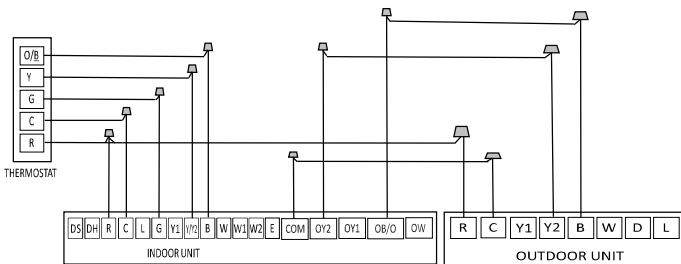 O/B
Y
G
C
R
THERMOSTAT
DS DH R C L G Y1 Y/Y2 B W W1 W2 E COM OY2 OY1 OB/O OW
INDOOR UNIT
R C Y1 Y2 B W D L
OUTDOOR UNIT